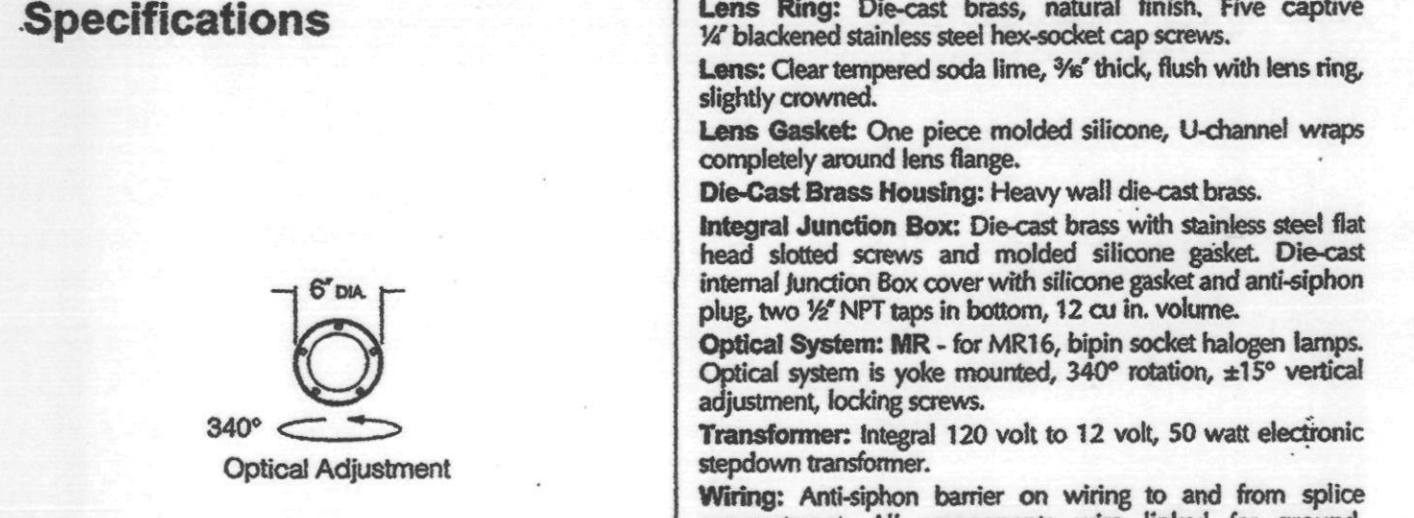 Specifications
6" DIA.
340°
Optical Adjustment
Lens Ring: Die-cast brass, natural finish. Five captive
¼" blackened stainless steel hex-socket cap screws.
Lens: Clear tempered soda lime, 3/16" thick, flush with lens ring,
slightly crowned.
Lens Gasket: One piece molded silicone, U-channel wraps
completely around lens flange.
Die-Cast Brass Housing: Heavy wall die-cast brass.
Integral Junction Box: Die-cast brass with stainless steel flat
head slotted screws and molded silicone gasket. Die-cast
internal Junction Box cover with silicone gasket and anti-siphon
plug, two ½" NPT taps in bottom, 12 cu in. volume.
Optical System: MR - for MR16, bipin socket halogen lamps.
Optical system is yoke mounted, 340° rotation, ±15° vertical
adjustment, locking screws.
Transformer: Integral 120 volt to 12 volt, 50 watt electronic
stepdown transformer.
Wiring: Anti-siphon barrier on wiring to and from splice